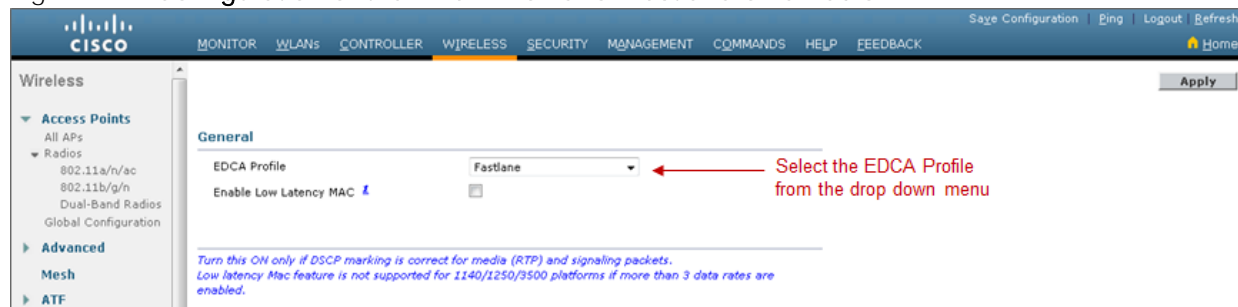 Save Configuration | Ping | Logout | Refresh
CISCO
MONITOR WLANs CONTROLLER WIRELESS SECURITY MANAGEMENT COMMANDS HELP FEEDBACK
Home
Wireless
Apply
Access Points
All APs
Radios
802.11a/n/ac
802.11b/g/n
Dual-Band Radios
Global Configuration
Advanced
Mesh
ATF
General
EDCA Profile Fastlane
Enable Low Latency MAC
Select the EDCA Profile
from the drop down menu
Turn this ON only if DSCP marking is correct for media (RTP) and signaling packets.
Low latency Mac feature is not supported for 1140/1250/3500 platforms if more than 3 data rates are
enabled.